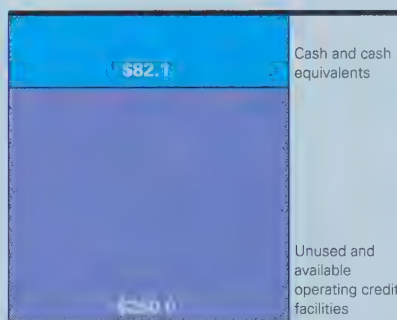 Cash and cash
equivalents
$82.1
Unused and
available
operating credit
facilities